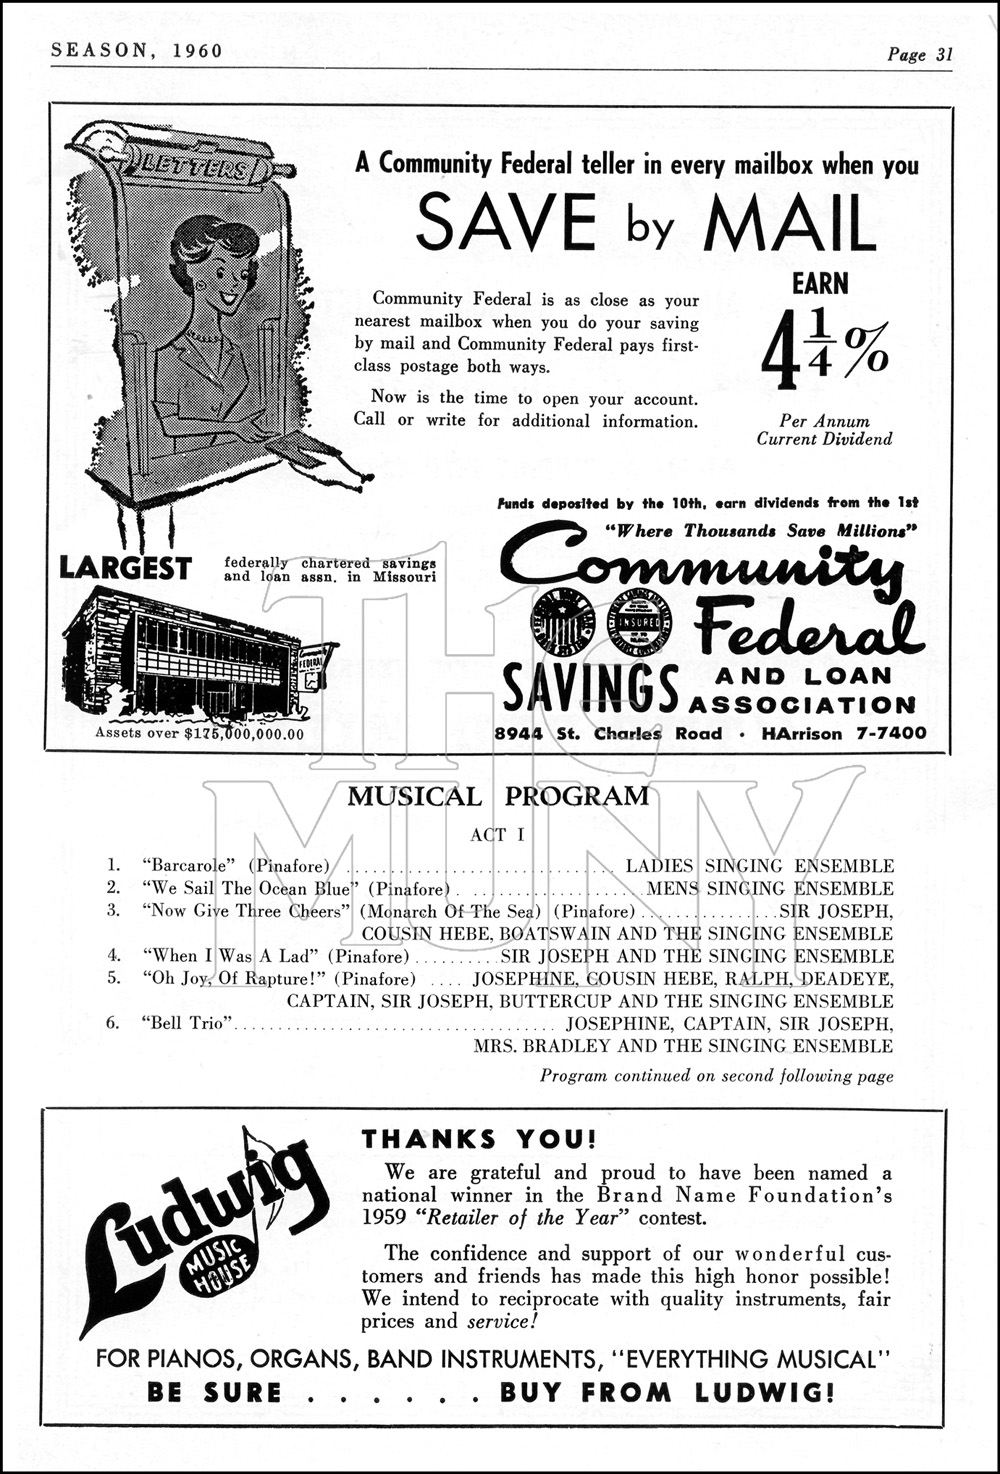 SEASON, 1960
Page 31
LETTERS
A Community Federal teller in every mailbox when you
SAVE by MAIL
Community Federal is as close as your
nearest mailbox when you do your saving
by mail and Community Federal pays first-
class postage both ways.
Now is the time to open your account.
Call or write for additional information.
EARN
4 1/4 %
Per Annum
Current Dividend
Funds deposited by the 10th, earn dividends from the 1st
"Where Thousands Save Millions"
Community
Federal
SAVINGS AND LOAN
ASSOCIATION
INSURED
8944 St. Charles Road • HArrison 7-7400
LARGEST federally chartered savings
and loan assn. in Missouri
FEDERAL
Assets over $175,000,000.00
THE
MUNY
MUSICAL PROGRAM
ACT I
1. "Barcarole" (Pinafore) ............................... LADIES SINGING ENSEMBLE
2. "We Sail The Ocean Blue" (Pinafore) ..................... MENS SINGING ENSEMBLE
3. "Now Give Three Cheers" (Monarch Of The Sea) (Pinafore) ................ SIR JOSEPH,
COUSIN HEBE, BOATSWAIN AND THE SINGING ENSEMBLE
4. "When I Was A Lad" (Pinafore) .......... SIR JOSEPH AND THE SINGING ENSEMBLE
5. "Oh Joy, Of Rapture!" (Pinafore) .... JOSEPHINE, COUSIN HEBE, RALPH, DEADEYE,
CAPTAIN, SIR JOSEPH, BUTTERCUP AND THE SINGING ENSEMBLE
6. "Bell Trio" ..................................... JOSEPHINE, CAPTAIN, SIR JOSEPH,
MRS. BRADLEY AND THE SINGING ENSEMBLE
Program continued on second following page
Ludwig
MUSIC
HOUSE
THANKS YOU!
We are grateful and proud to have been named a
national winner in the Brand Name Foundation's
1959 "Retailer of the Year" contest.
The confidence and support of our wonderful cus-
tomers and friends has made this high honor possible!
We intend to reciprocate with quality instruments, fair
prices and service!
FOR PIANOS, ORGANS, BAND INSTRUMENTS, "EVERYTHING MUSICAL"
BE SURE . . . . . . BUY FROM LUDWIG!